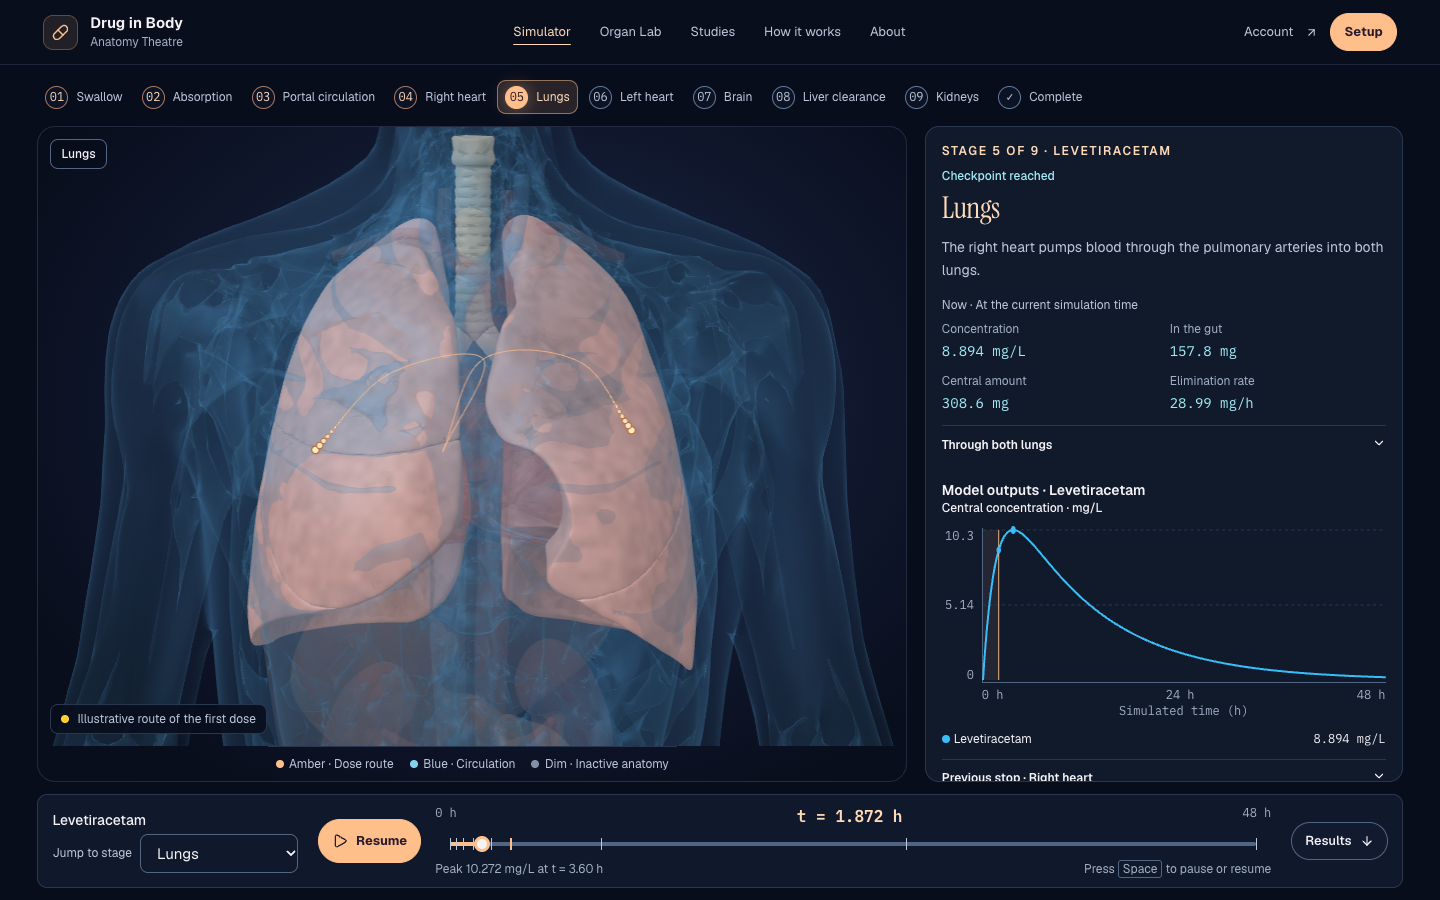 Drug in Body
Anatomy Theatre
Simulator
Organ Lab
Studies
How it works
About
Account
Setup
01 Swallow
02 Absorption
03 Portal circulation
04 Right heart
05 Lungs
06 Left heart
07 Brain
08 Liver clearance
09 Kidneys
✓ Complete
Lungs
Illustrative route of the first dose
Amber · Dose route
Blue · Circulation
Dim · Inactive anatomy
STAGE 5 OF 9 · LEVETIRACETAM
Checkpoint reached
Lungs
The right heart pumps blood through the pulmonary arteries into both
lungs.
Now · At the current simulation time
Concentration
8.894 mg/L
In the gut
157.8 mg
Central amount
308.6 mg
Elimination rate
28.99 mg/h
Through both lungs
Model outputs · Levetiracetam
Central concentration · mg/L
10.3
5.14
0
0 h
24 h
48 h
Simulated time (h)
Levetiracetam
8.894 mg/L
Previous stop · Right heart
Levetiracetam
Jump to stage
Lungs
Resume
0 h
t = 1.872 h
48 h
Peak 10.272 mg/L at t = 3.60 h
Press Space to pause or resume
Results ↓